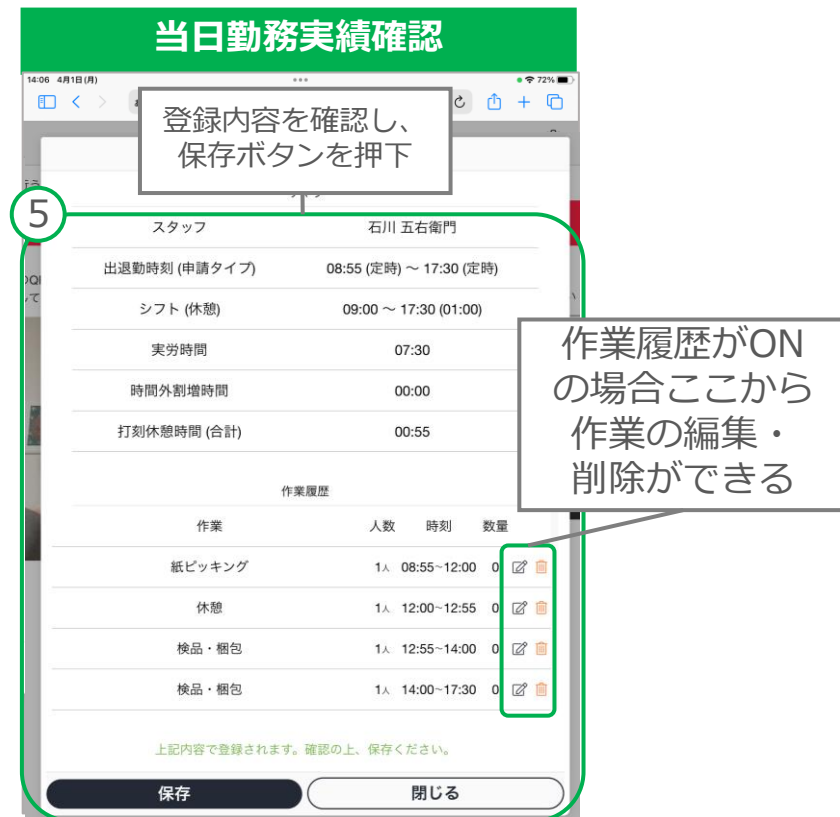 当日勤務実績確認
14:06 4月1日(月)
72%
登録内容を確認し、
保存ボタンを押下
5
スタッフ 石川 五右衛門
出退勤時刻 (申請タイプ) 08:55 (定時) ～ 17:30 (定時)
シフト (休憩) 09:00 ～ 17:30 (01:00)
実労時間 07:30
時間外割増時間 00:00
打刻休憩時間 (合計) 00:55
作業履歴がON
の場合ここから
作業の編集・
削除ができる
作業履歴
作業 人数 時刻 数量
紙ピッキング 1人 08:55~12:00 0
休憩 1人 12:00~12:55 0
検品・梱包 1人 12:55~14:00 0
検品・梱包 1人 14:00~17:30 0
上記内容で登録されます。確認の上、保存ください。
保存 閉じる